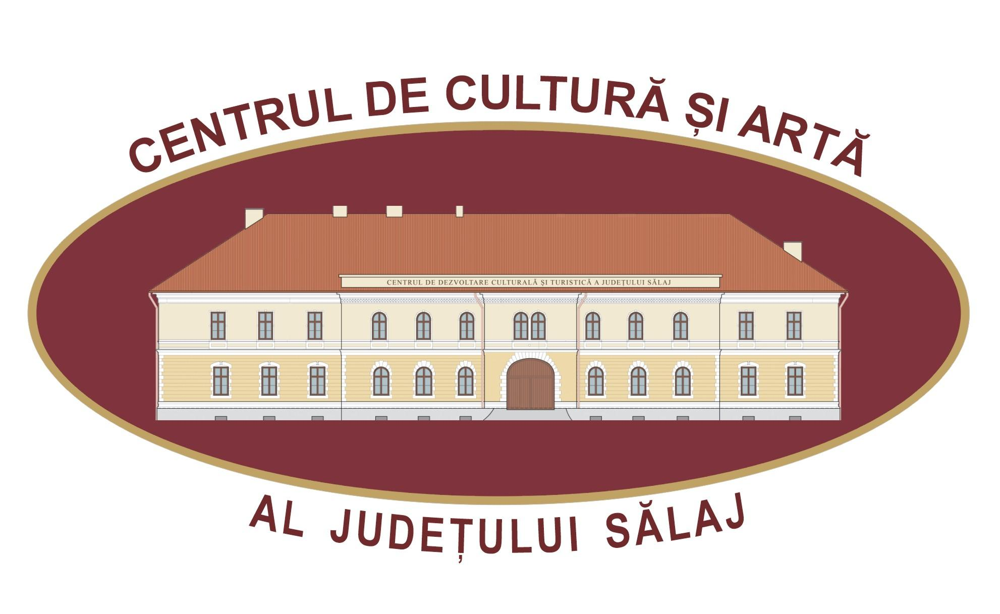 CENTRUL DE CULTURĂ ȘI ARTĂ
CENTRUL DE DEZVOLTARE CULTURALĂ ȘI TURISTICĂ A JUDEȚULUI SĂLAJ
AL JUDEȚULUI SĂLAJ